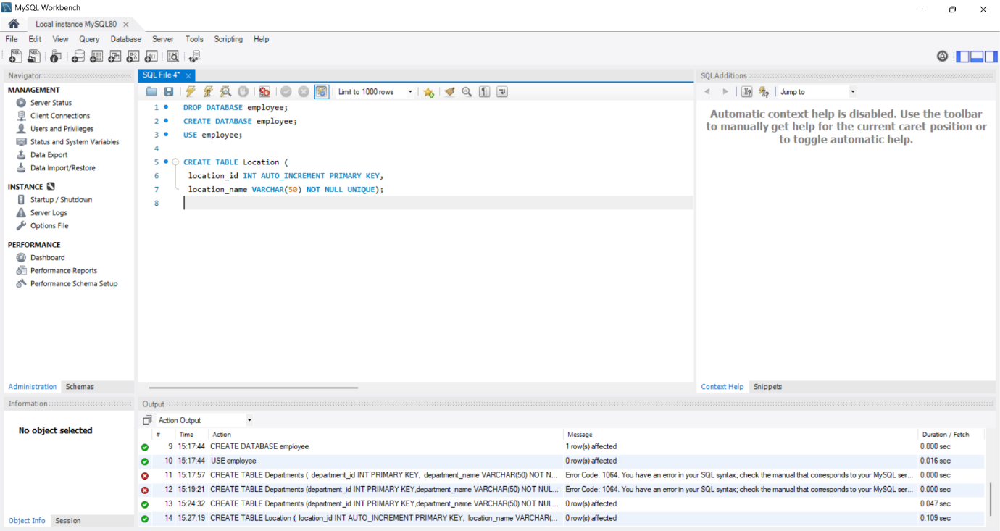 MySQL Workbench
Local instance MySQL80
File Edit View Query Database Server Tools Scripting Help
Navigator
MANAGEMENT
Server Status
Client Connections
Users and Privileges
Status and System Variables
Data Export
Data Import/Restore
INSTANCE
Startup / Shutdown
Server Logs
Options File
PERFORMANCE
Dashboard
Performance Reports
Performance Schema Setup
Administration Schemas
Information
No object selected
Object Info Session
SQL File 4*
Limit to 1000 rows
1 DROP DATABASE employee;
2 CREATE DATABASE employee;
3 USE employee;
4
5 CREATE TABLE Location (
6 location_id INT AUTO_INCREMENT PRIMARY KEY,
7 location_name VARCHAR(50) NOT NULL UNIQUE);
8
SQLAdditions
Jump to
Automatic context help is disabled. Use the toolbar
to manually get help for the current caret position or
to toggle automatic help.
Context Help Snippets
Output
Action Output
# Time Action Message Duration / Fetch
9 15:17:44 CREATE DATABASE employee 1 row(s) affected 0.000 sec
10 15:17:44 USE employee 0 row(s) affected 0.016 sec
11 15:17:57 CREATE TABLE Departments ( department_id INT PRIMARY KEY, department_name VARCHAR(50) NOT N... Error Code: 1064. You have an error in your SQL syntax; check the manual that corresponds to your MySQL ser... 0.000 sec
12 15:19:21 CREATE TABLE Departments (department_id INT PRIMARY KEY,department_name VARCHAR(50) NOT NUL... Error Code: 1064. You have an error in your SQL syntax; check the manual that corresponds to your MySQL ser... 0.000 sec
13 15:24:32 CREATE TABLE Departments (department_id INT PRIMARY KEY,department_name VARCHAR(50) NOT NUL... 0 row(s) affected 0.047 sec
14 15:27:19 CREATE TABLE Location ( location_id INT AUTO_INCREMENT PRIMARY KEY, location_name VARCHAR(... 0 row(s) affected 0.109 sec